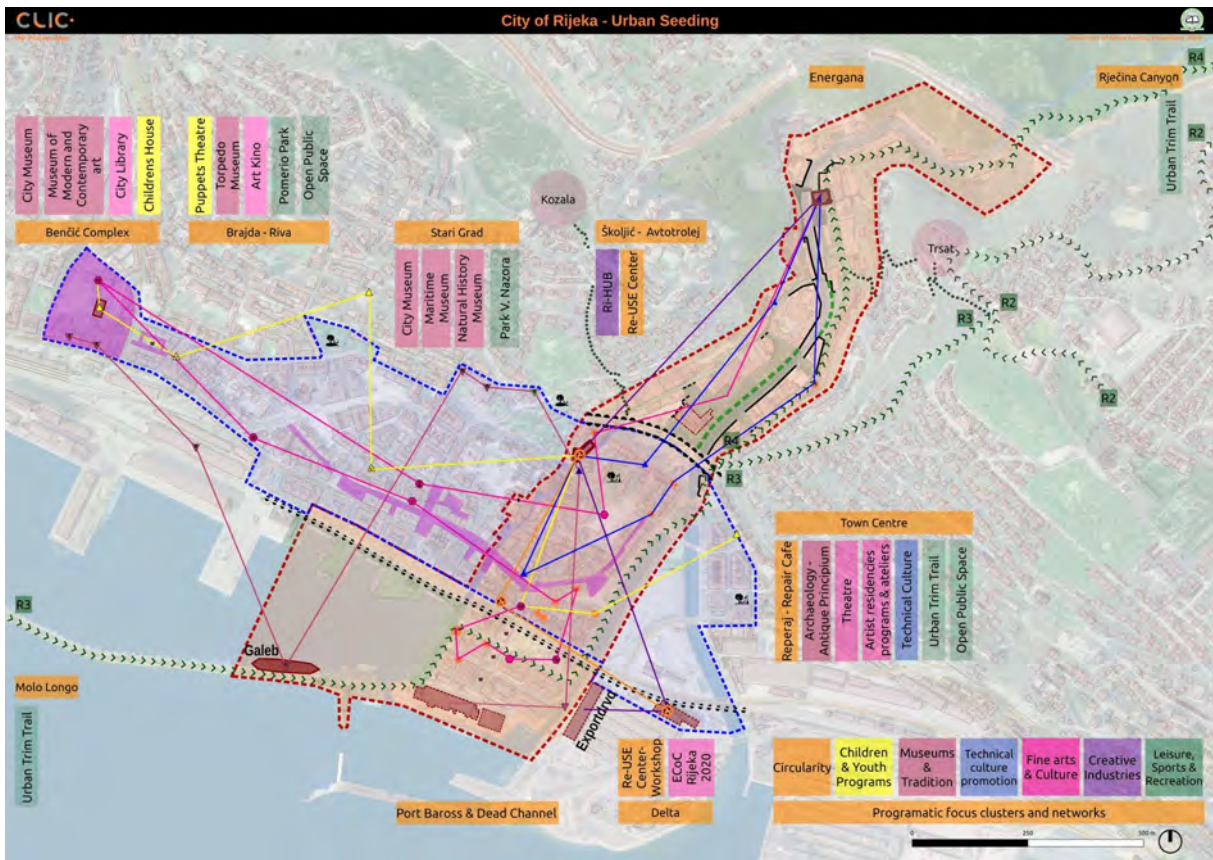 CLIC·
City of Rijeka - Urban Seeding
Energana
Rječina Canyon
R4
R2
Urban Trim Trail
City Museum
Museum of
Modern and
Contemporary
art
City Library
Childrens House
Benčić Complex
Puppets Theatre
Torpedo
Museum
Art Kino
Pomerio Park
Open Public
Space
Brajda - Riva
Stari Grad
City Museum
Maritime
Museum
Natural History
Museum
Park V. Nazora
Kozala
Školjić - Avtotrolej
Ri-HUB
Re-USE Center
Trsat
R2
R3
R2
R4
R3
Town Centre
Reperaj - Repair Cafe
Archaeology -
Antique Principium
Theatre
Artist residencies
programs & ateliers
Technical Culture
Urban Trim Trail
Open Public Space
R3
Galeb
Molo Longo
Urban Trim Trail
Exportdrvo
Port Baross & Dead Channel
Re-USE
Center-
Workshop
ECoC
Rijeka
2020
Delta
Circularity
Children
& Youth
Programs
Museums
&
Tradition
Technical
culture
promotion
Fine arts
& Culture
Creative
Industries
Leisure,
Sports &
Recreation
Programatic focus clusters and networks
0
250
500 m